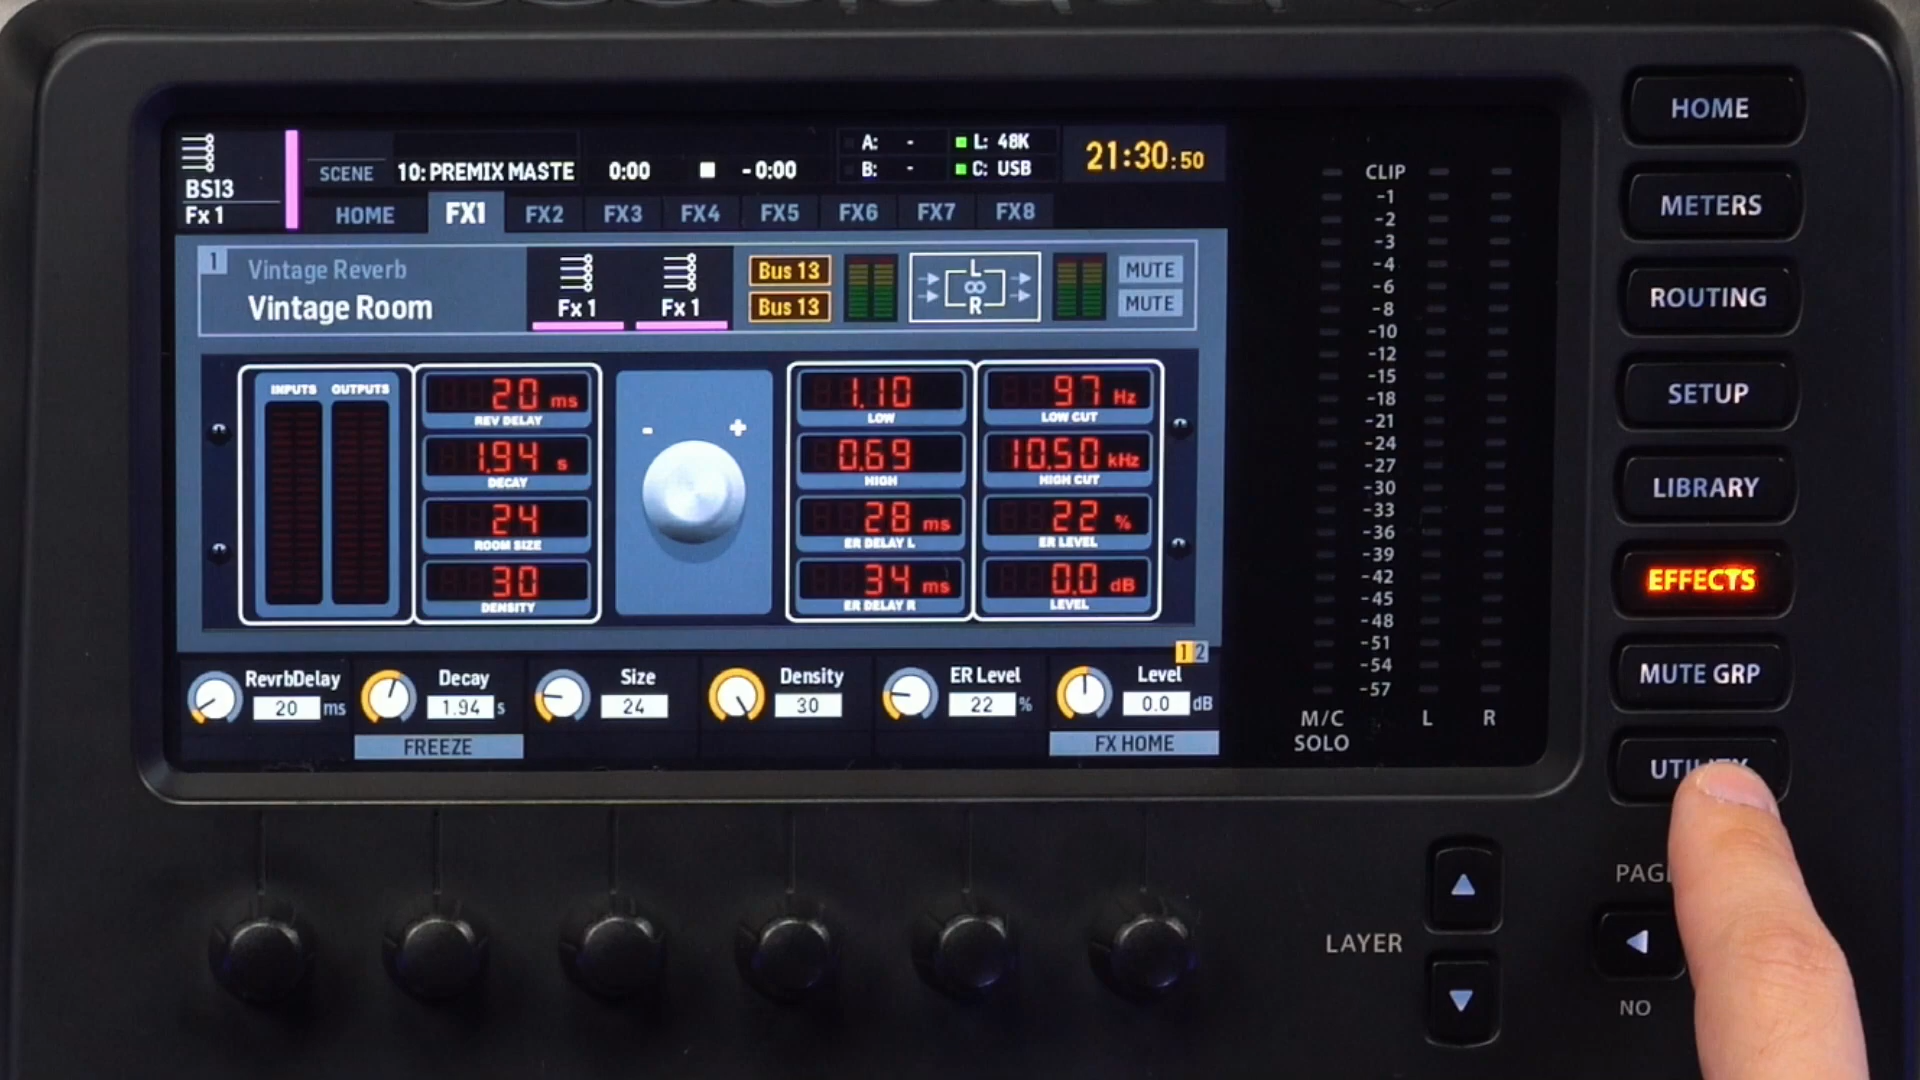 BS13
Fx 1
SCENE 10: PREMIX MASTE 0:00 - 0:00
A: - L: 48K
B: - C: USB
21:30:50
HOME FX1 FX2 FX3 FX4 FX5 FX6 FX7 FX8
1 Vintage Reverb
Vintage Room
Fx 1 Fx 1
Bus 13
Bus 13
L
∞
R
MUTE
MUTE
INPUTS OUTPUTS
20 ms
REV DELAY
1.94 s
DECAY
24
ROOM SIZE
30
DENSITY
- +
1.10
LOW
0.69
HIGH
28 ms
ER DELAY L
34 ms
ER DELAY R
97 Hz
LOW CUT
10.50 kHz
HIGH CUT
22 %
ER LEVEL
0.0 dB
LEVEL
1 2
RevrbDelay
20 ms
Decay
1.94 s
FREEZE
Size
24
Density
30
ER Level
22 %
Level
0.0 dB
FX HOME
CLIP
-1
-2
-3
-4
-6
-8
-10
-12
-15
-18
-21
-24
-27
-30
-33
-36
-39
-42
-45
-48
-51
-54
-57
M/C
SOLO
L R
HOME
METERS
ROUTING
SETUP
LIBRARY
EFFECTS
MUTE GRP
UTILITY
LAYER
NO